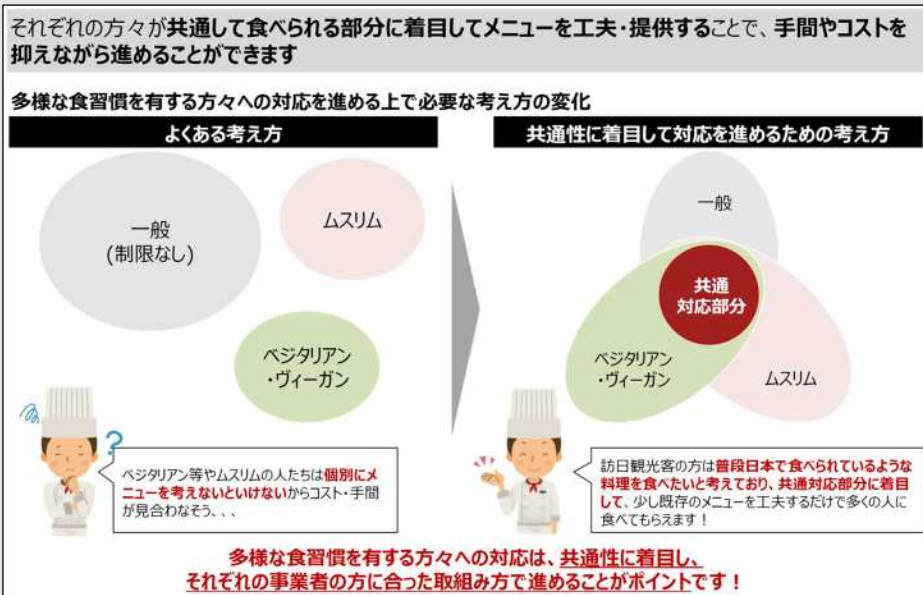 それぞれの方々が共通して食べられる部分に着目してメニューを工夫・提供することで、手間やコストを
抑えながら進めることができます
多様な食習慣を有する方々への対応を進める上で必要な考え方の変化
よくある考え方
一般
(制限なし)
ムスリム
ベジタリアン
・ヴィーガン
?
ベジタリアン等やムスリムの人たちは個別にメ
ニューを考えないといけないからコスト・手間
が見合わなそう、、、
共通性に着目して対応を進めるための考え方
一般
共通
対応部分
ベジタリアン
・ヴィーガン
ムスリム
訪日観光客の方は普段日本で食べられているような
料理を食べたいと考えており、共通対応部分に着目
して、少し既存のメニューを工夫するだけで多くの人に
食べてもらえます！
多様な食習慣を有する方々への対応は、共通性に着目し、
それぞれの事業者の方に合った取組み方で進めることがポイントです！